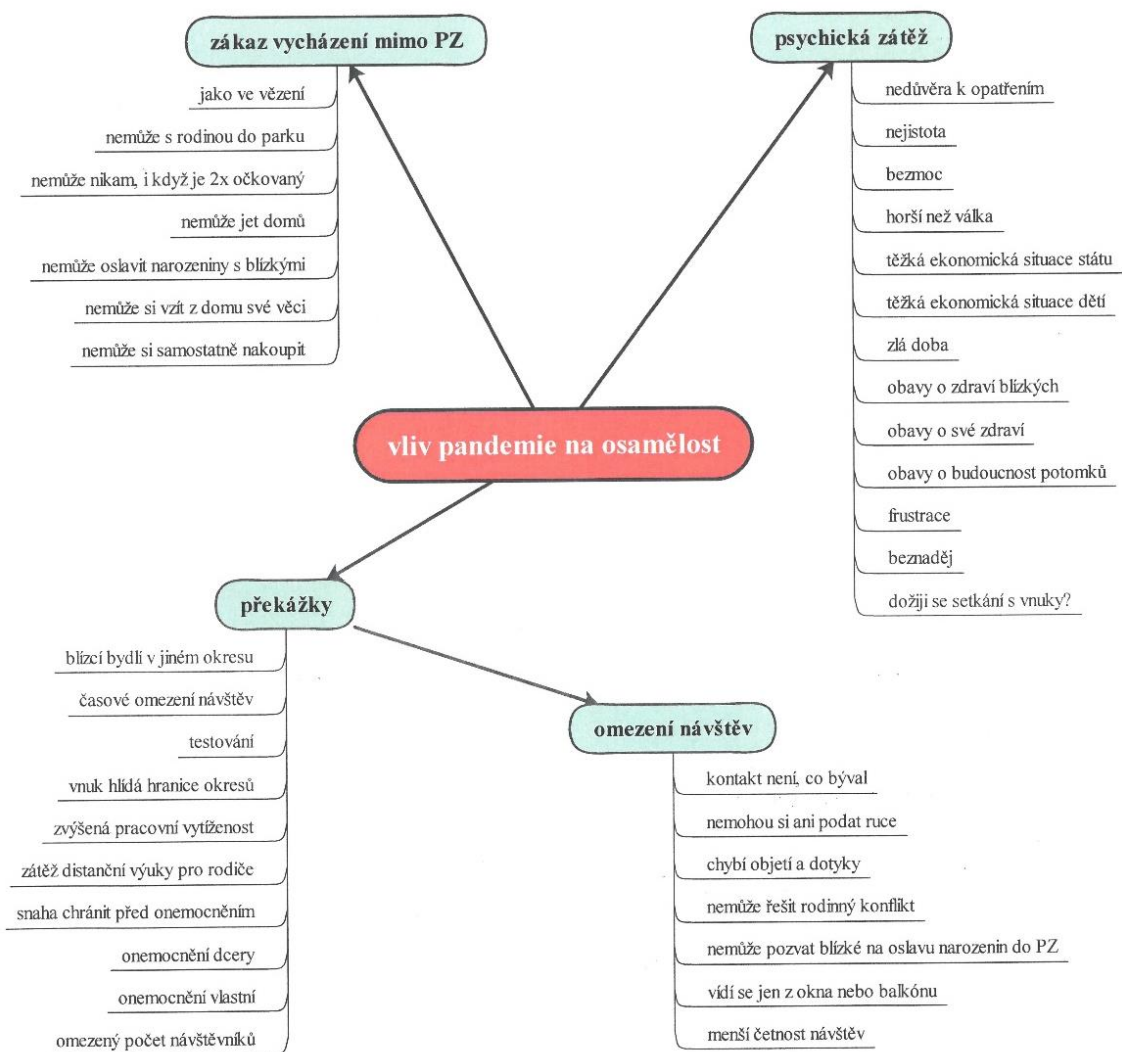 zákaz vycházení mimo PZ
jako ve vězení
nemůže s rodinou do parku
nemůže nikam, i když je 2x očkovaný
nemůže jet domů
nemůže oslavit narozeniny s blízkými
nemůže si vzít z domu své věci
nemůže si samostatně nakoupit
psychická zátěž
nedůvěra k opatřením
nejistota
bezmoc
horší než válka
těžká ekonomická situace státu
těžká ekonomická situace dětí
zlá doba
obavy o zdraví blízkých
obavy o své zdraví
obavy o budoucnost potomků
frustrace
beznaděj
dožiji se setkání s vnuky?
vliv pandemie na osamělost
překážky
blízcí bydlí v jiném okresu
časové omezení návštěv
testování
vnuk hlídá hranice okresů
zvýšená pracovní vytíženost
zátěž distanční výuky pro rodiče
snaha chránit před onemocněním
onemocnění dcery
onemocnění vlastní
omezený počet návštěvníků
omezení návštěv
kontakt není, co býval
nemohou si ani podat ruce
chybí objetí a dotyky
nemůže řešit rodinný konflikt
nemůže pozvat blízké na oslavu narozenin do PZ
vídí se jen z okna nebo balkónu
menší četnost návštěv